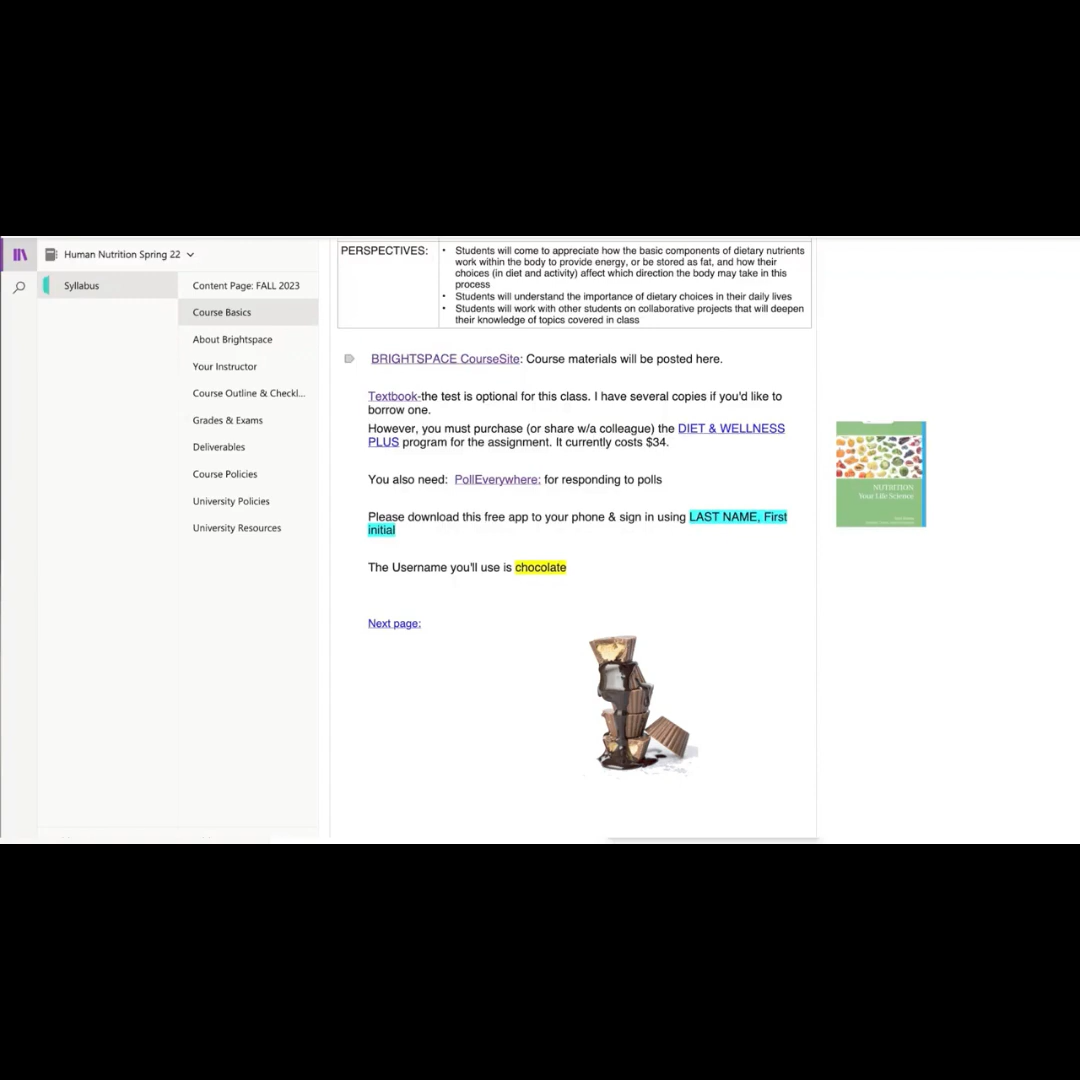 Human Nutrition Spring 22
Syllabus
Content Page: FALL 2023
Course Basics
About Brightspace
Your Instructor
Course Outline & Checkl...
Grades & Exams
Deliverables
Course Policies
University Policies
University Resources
PERSPECTIVES:
• Students will come to appreciate how the basic components of dietary nutrients
work within the body to provide energy, or be stored as fat, and how their
choices (in diet and activity) affect which direction the body may take in this
process
• Students will understand the importance of dietary choices in their daily lives
• Students will work with other students on collaborative projects that will deepen
their knowledge of topics covered in class
BRIGHTSPACE CourseSite: Course materials will be posted here.
Textbook-the test is optional for this class. I have several copies if you'd like to
borrow one.
However, you must purchase (or share w/a colleague) the DIET & WELLNESS
PLUS program for the assignment. It currently costs $34.
You also need: PollEverywhere: for responding to polls
Please download this free app to your phone & sign in using LAST NAME, First
initial
The Username you'll use is chocolate
Next page:
NUTRITION
Your Life Science